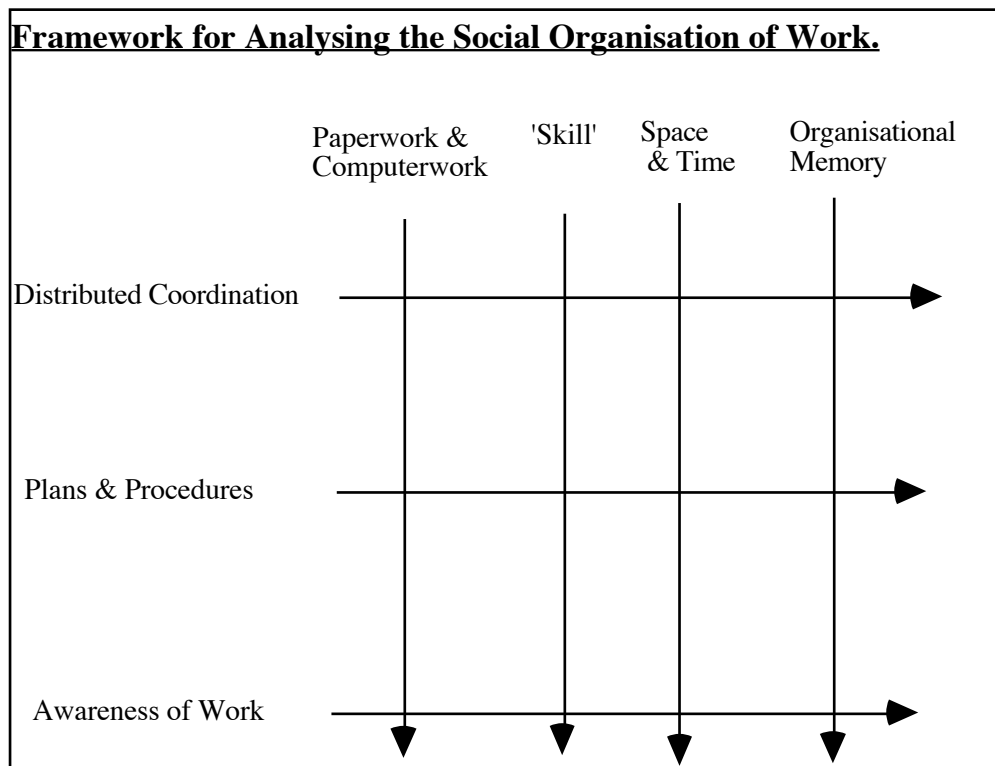 Framework for Analysing the Social Organisation of Work.
Paperwork &
Computerwork
'Skill'
Space
& Time
Organisational
Memory
Distributed Coordination
Plans & Procedures
Awareness of Work